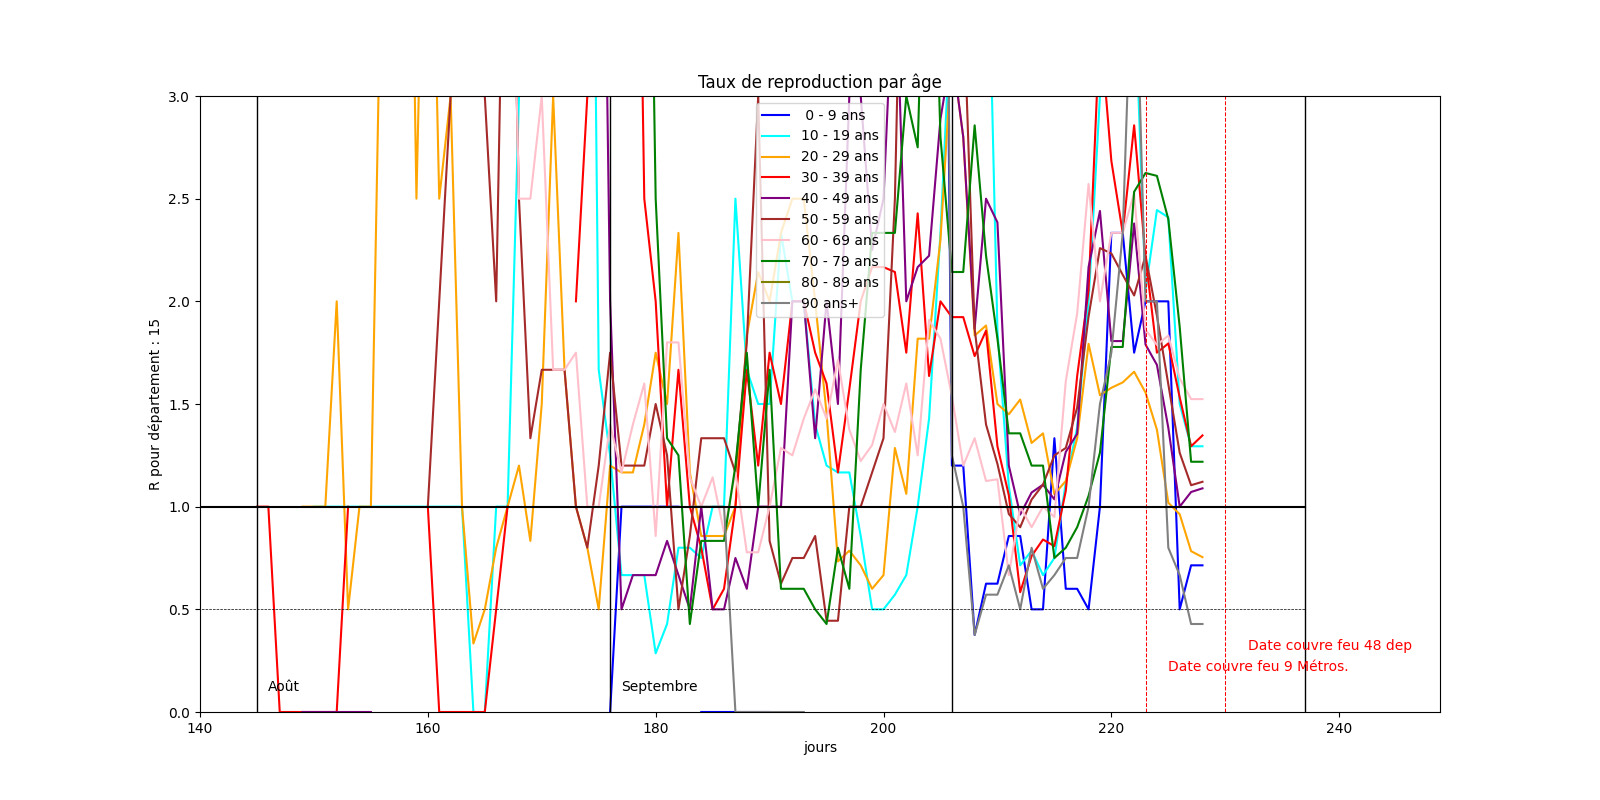 Taux de reproduction par âge
3.0
2.5
2.0
1.5
1.0
0.5
0.0
R pour département : 15
0 - 9 ans
10 - 19 ans
20 - 29 ans
30 - 39 ans
40 - 49 ans
50 - 59 ans
60 - 69 ans
70 - 79 ans
80 - 89 ans
90 ans+
Date couvre feu 48 dep
Date couvre feu 9 Métros.
Août
Septembre
140
160
180
200
220
240
jours